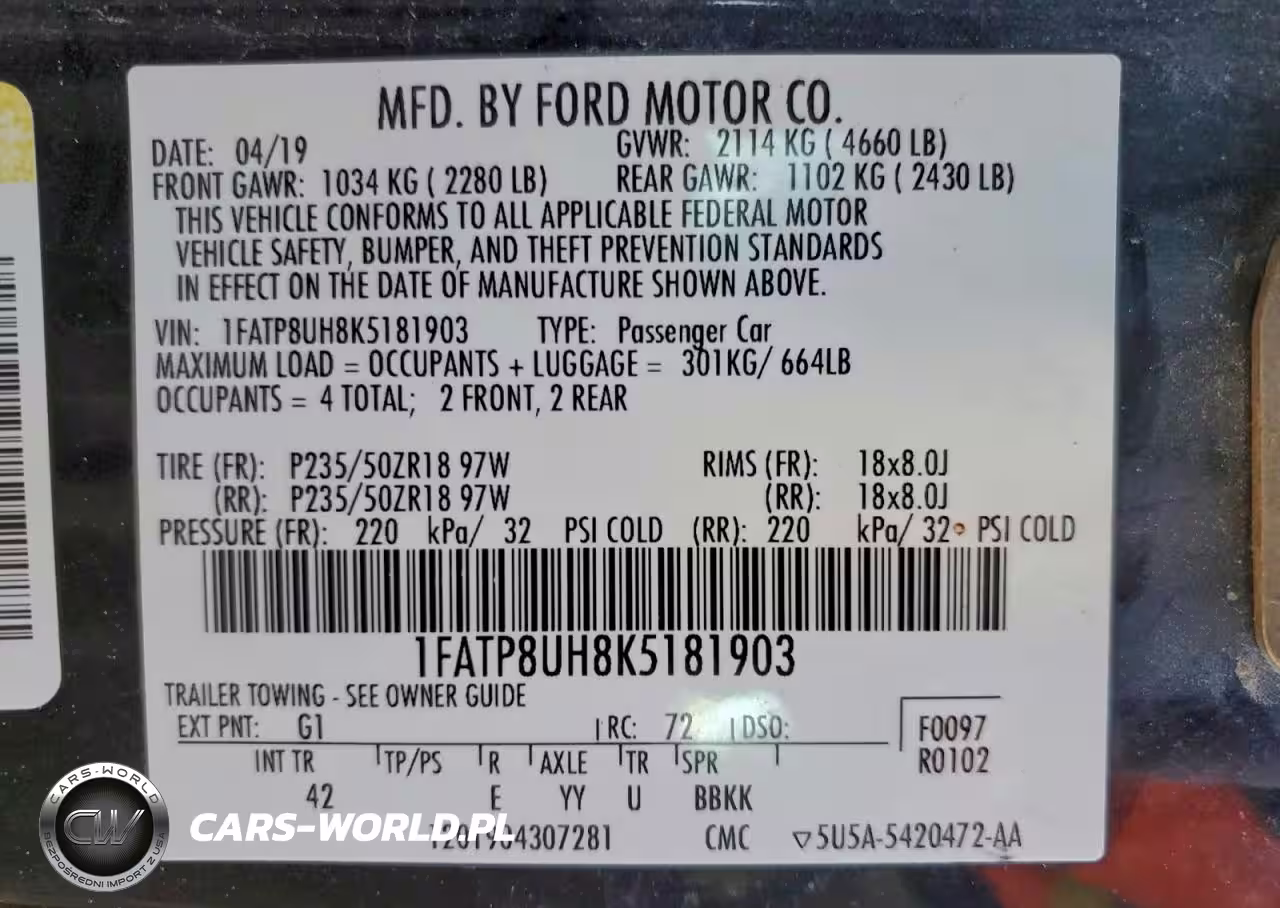 MFD. BY FORD MOTOR CO.
DATE: 04/19 GVWR: 2114 KG ( 4660 LB)
FRONT GAWR: 1034 KG ( 2280 LB) REAR GAWR: 1102 KG ( 2430 LB)
THIS VEHICLE CONFORMS TO ALL APPLICABLE FEDERAL MOTOR
VEHICLE SAFETY, BUMPER, AND THEFT PREVENTION STANDARDS
IN EFFECT ON THE DATE OF MANUFACTURE SHOWN ABOVE.
VIN: 1FATP8UH8K5181903 TYPE: Passenger Car
MAXIMUM LOAD = OCCUPANTS + LUGGAGE = 301KG/ 664LB
OCCUPANTS = 4 TOTAL; 2 FRONT, 2 REAR
TIRE (FR): P235/50ZR18 97W RIMS (FR): 18x8.0J
(RR): P235/50ZR18 97W (RR): 18x8.0J
PRESSURE (FR): 220 kPa/ 32 PSI COLD (RR): 220 kPa/ 32 PSI COLD
1FATP8UH8K5181903
TRAILER TOWING - SEE OWNER GUIDE
EXT PNT: G1 RC: 72 DSO: F0097
R0102
INT TR TP/PS R AXLE TR SPR
42 E YY U BBKK
CMC ▽5U5A-5420472-AA
CARS-WORLD
CW
BEZPOŚREDNI IMPORT Z USA
CARS-WORLD.PL